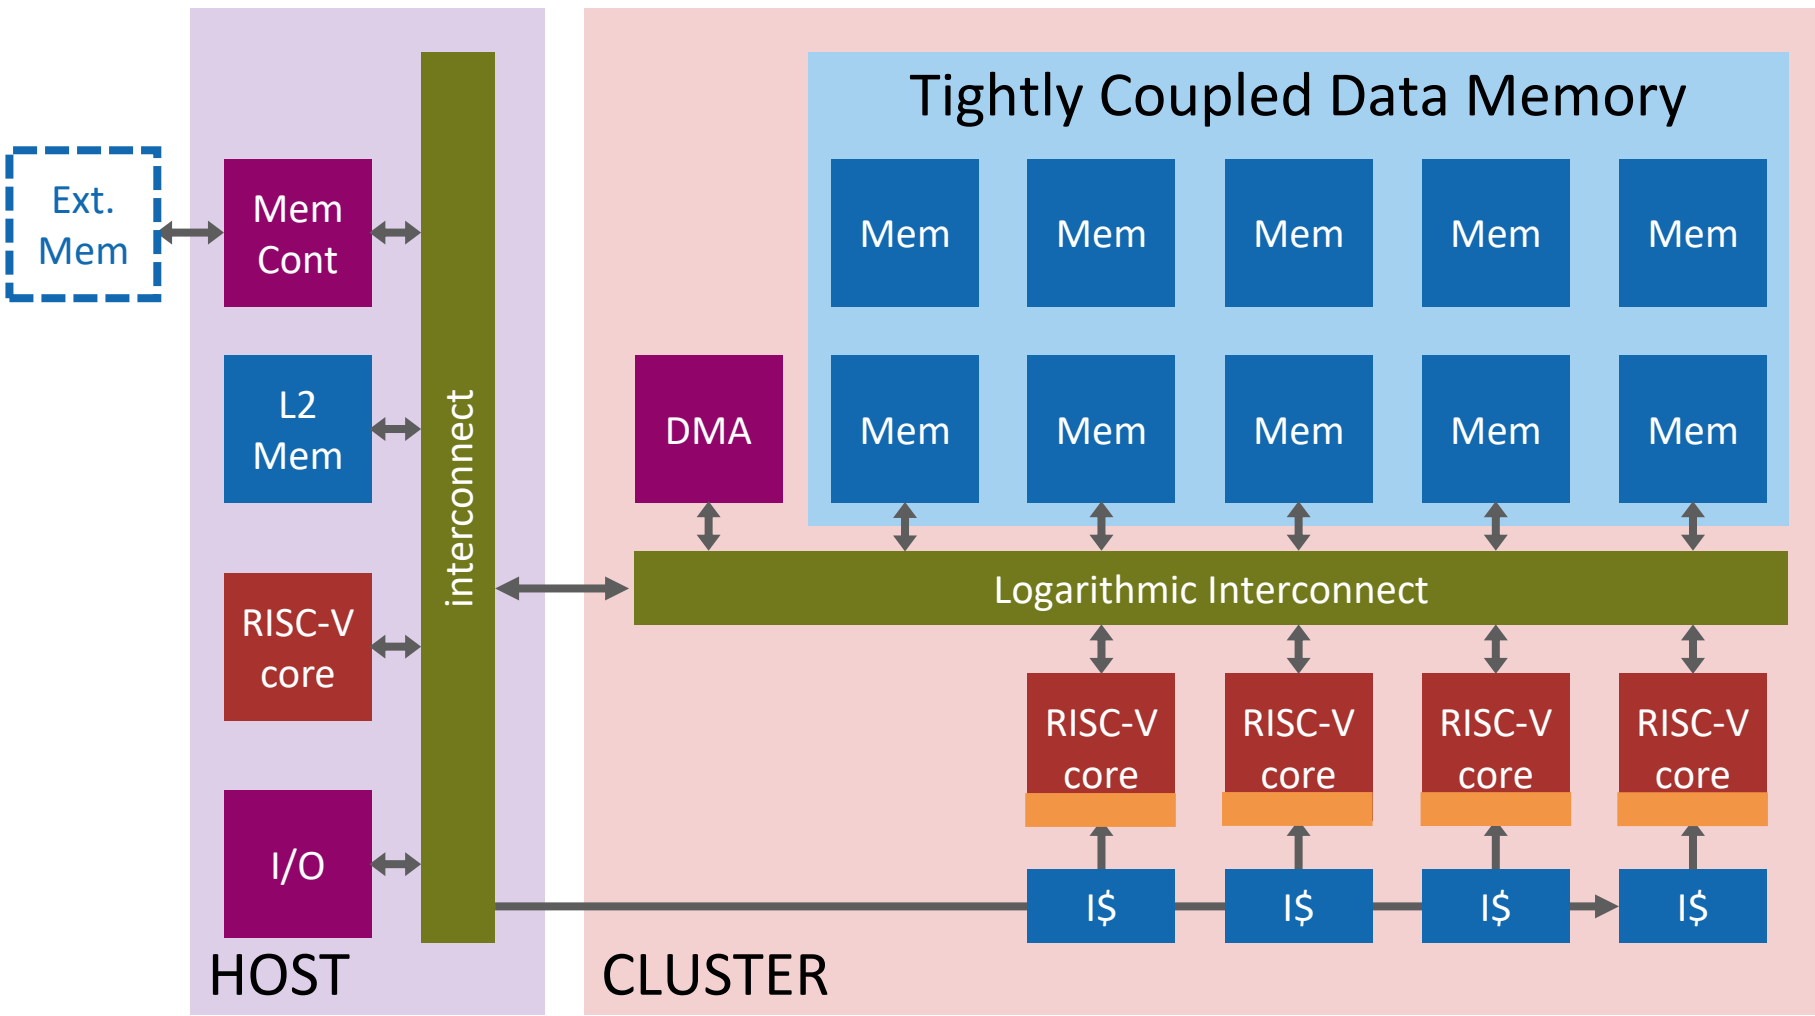 Tightly Coupled Data Memory
Ext.
Mem
Mem
Cont
Mem
Mem
Mem
Mem
Mem
L2
Mem
interconnect
DMA
Mem
Mem
Mem
Mem
Mem
Logarithmic Interconnect
RISC-V
core
RISC-V
core
RISC-V
core
RISC-V
core
RISC-V
core
I/O
I$
I$
I$
I$
HOST
CLUSTER